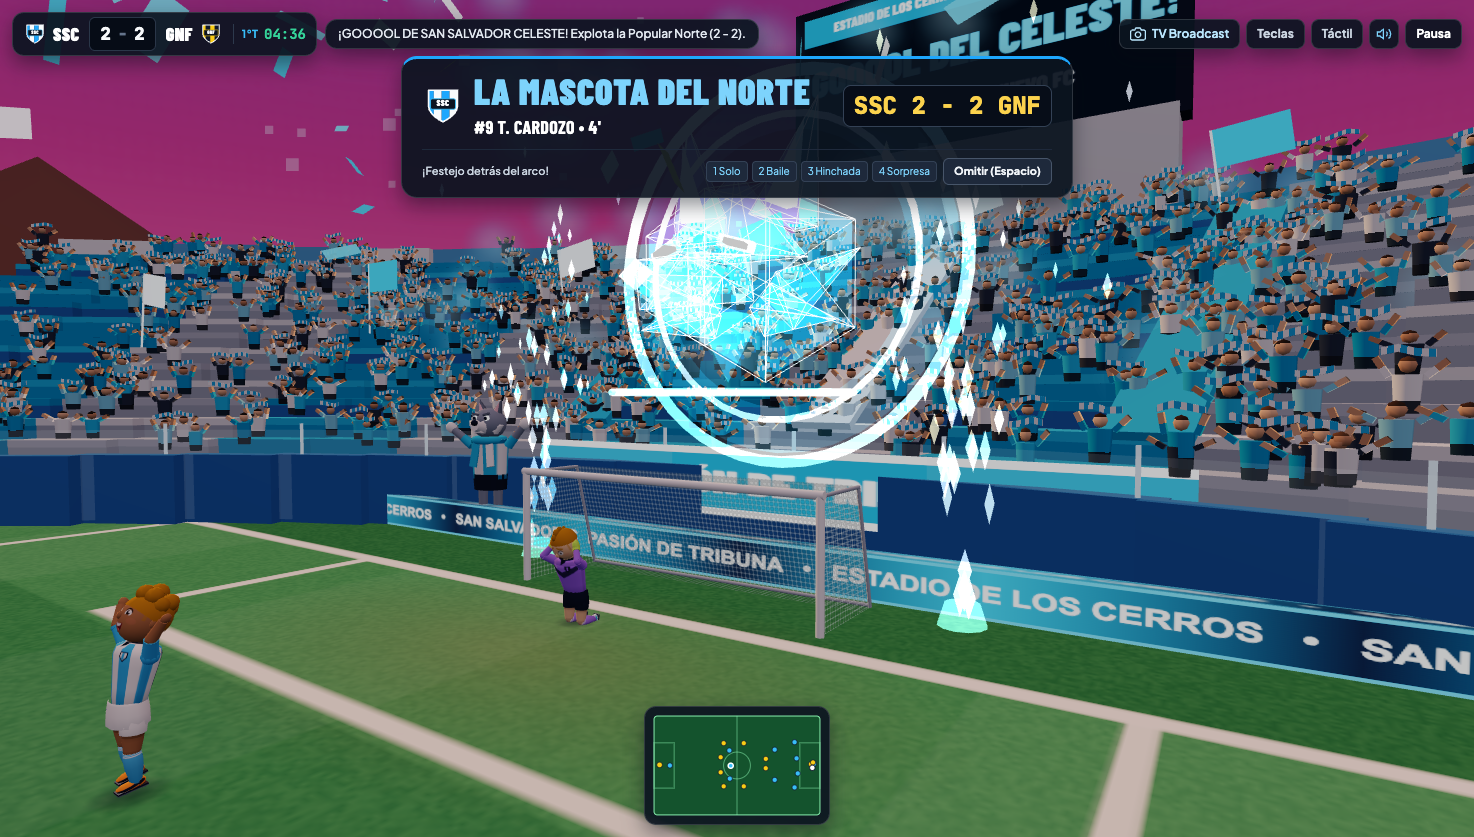 SSC 2 - 2 GNF 1°T 04:36
¡GOOOOL DE SAN SALVADOR CELESTE! Explota la Popular Norte (2 - 2).
TV Broadcast Teclas Táctil Pausa
ESTADIO DE LOS
DEL CELESTE!
SSC
LA MASCOTA DEL NORTE
#9 T. CARDOZO • 4'
SSC 2 - 2 GNF
¡Festejo detrás del arco!
1 Solo 2 Baile 3 Hinchada 4 Sorpresa Omitir (Espacio)
CERROS • SAN SALVADO
PASIÓN DE TRIBUNA • ESTADIO DE LOS CERROS • SAN